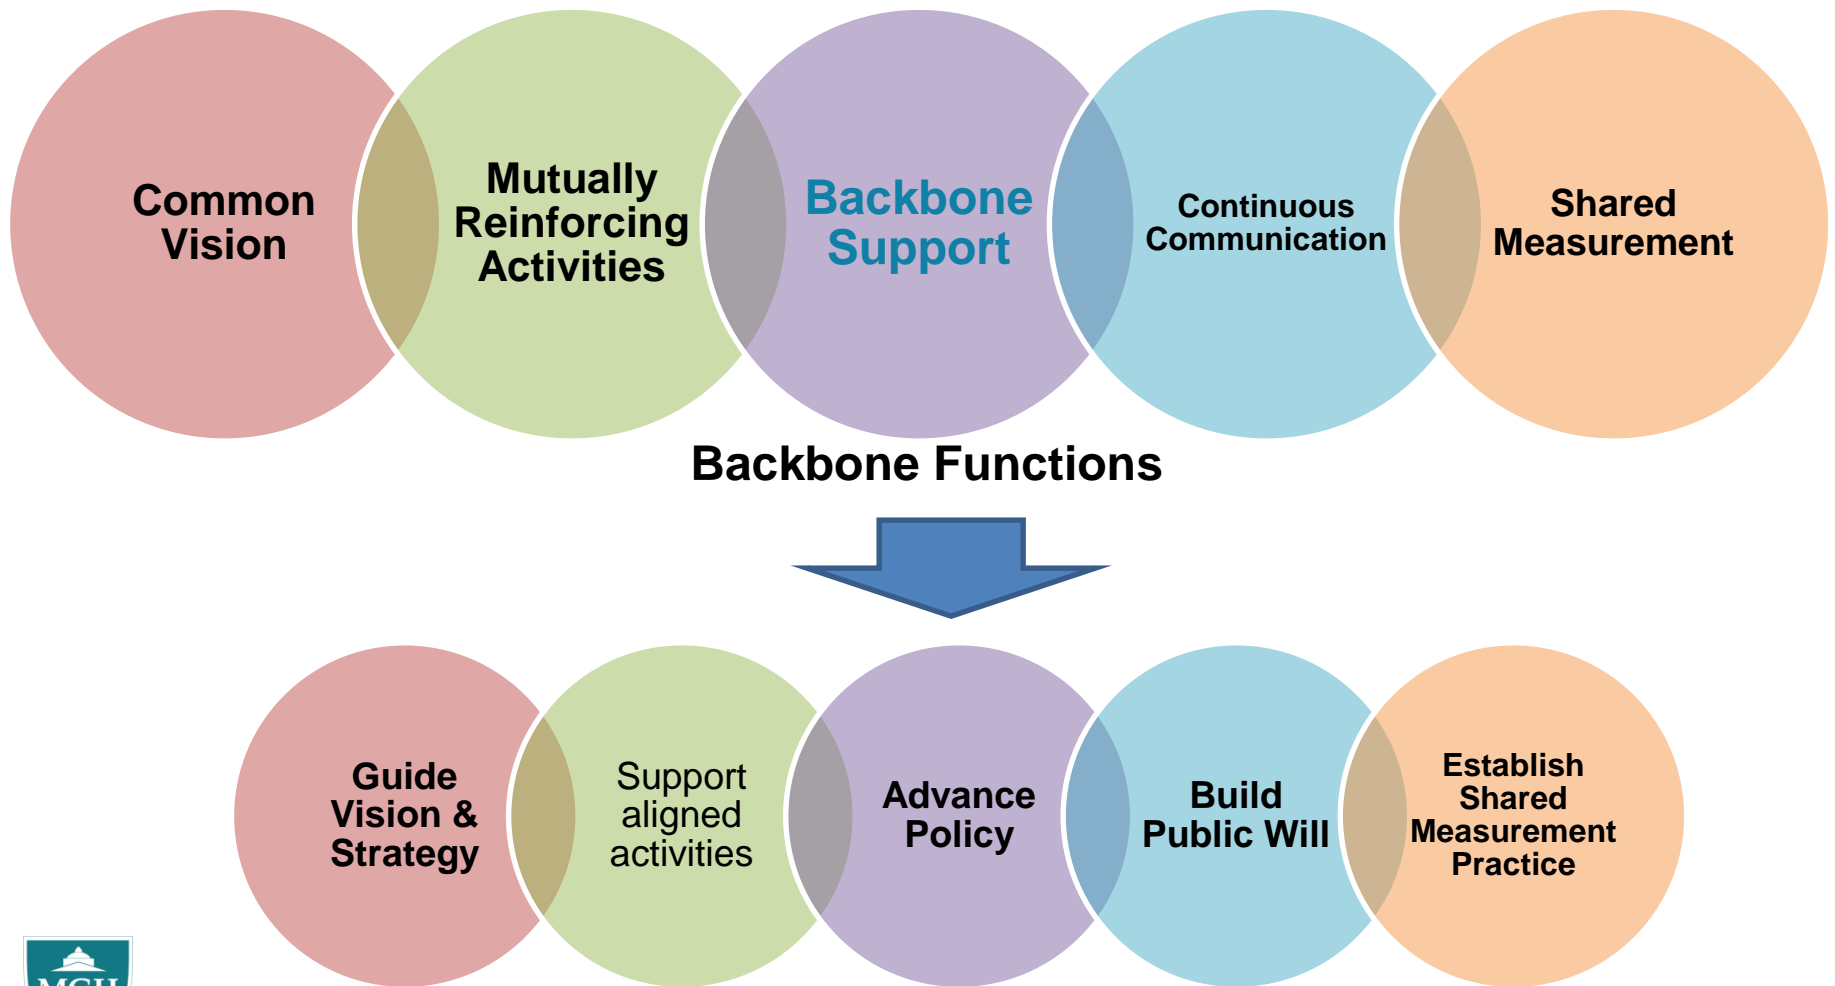 Common
Vision
Mutually
Reinforcing
Activities
Backbone
Support
Continuous
Communication
Shared
Measurement
Backbone Functions
Guide
Vision &
Strategy
Support
aligned
activities
Advance
Policy
Build
Public Will
Establish
Shared
Measurement
Practice
MGH